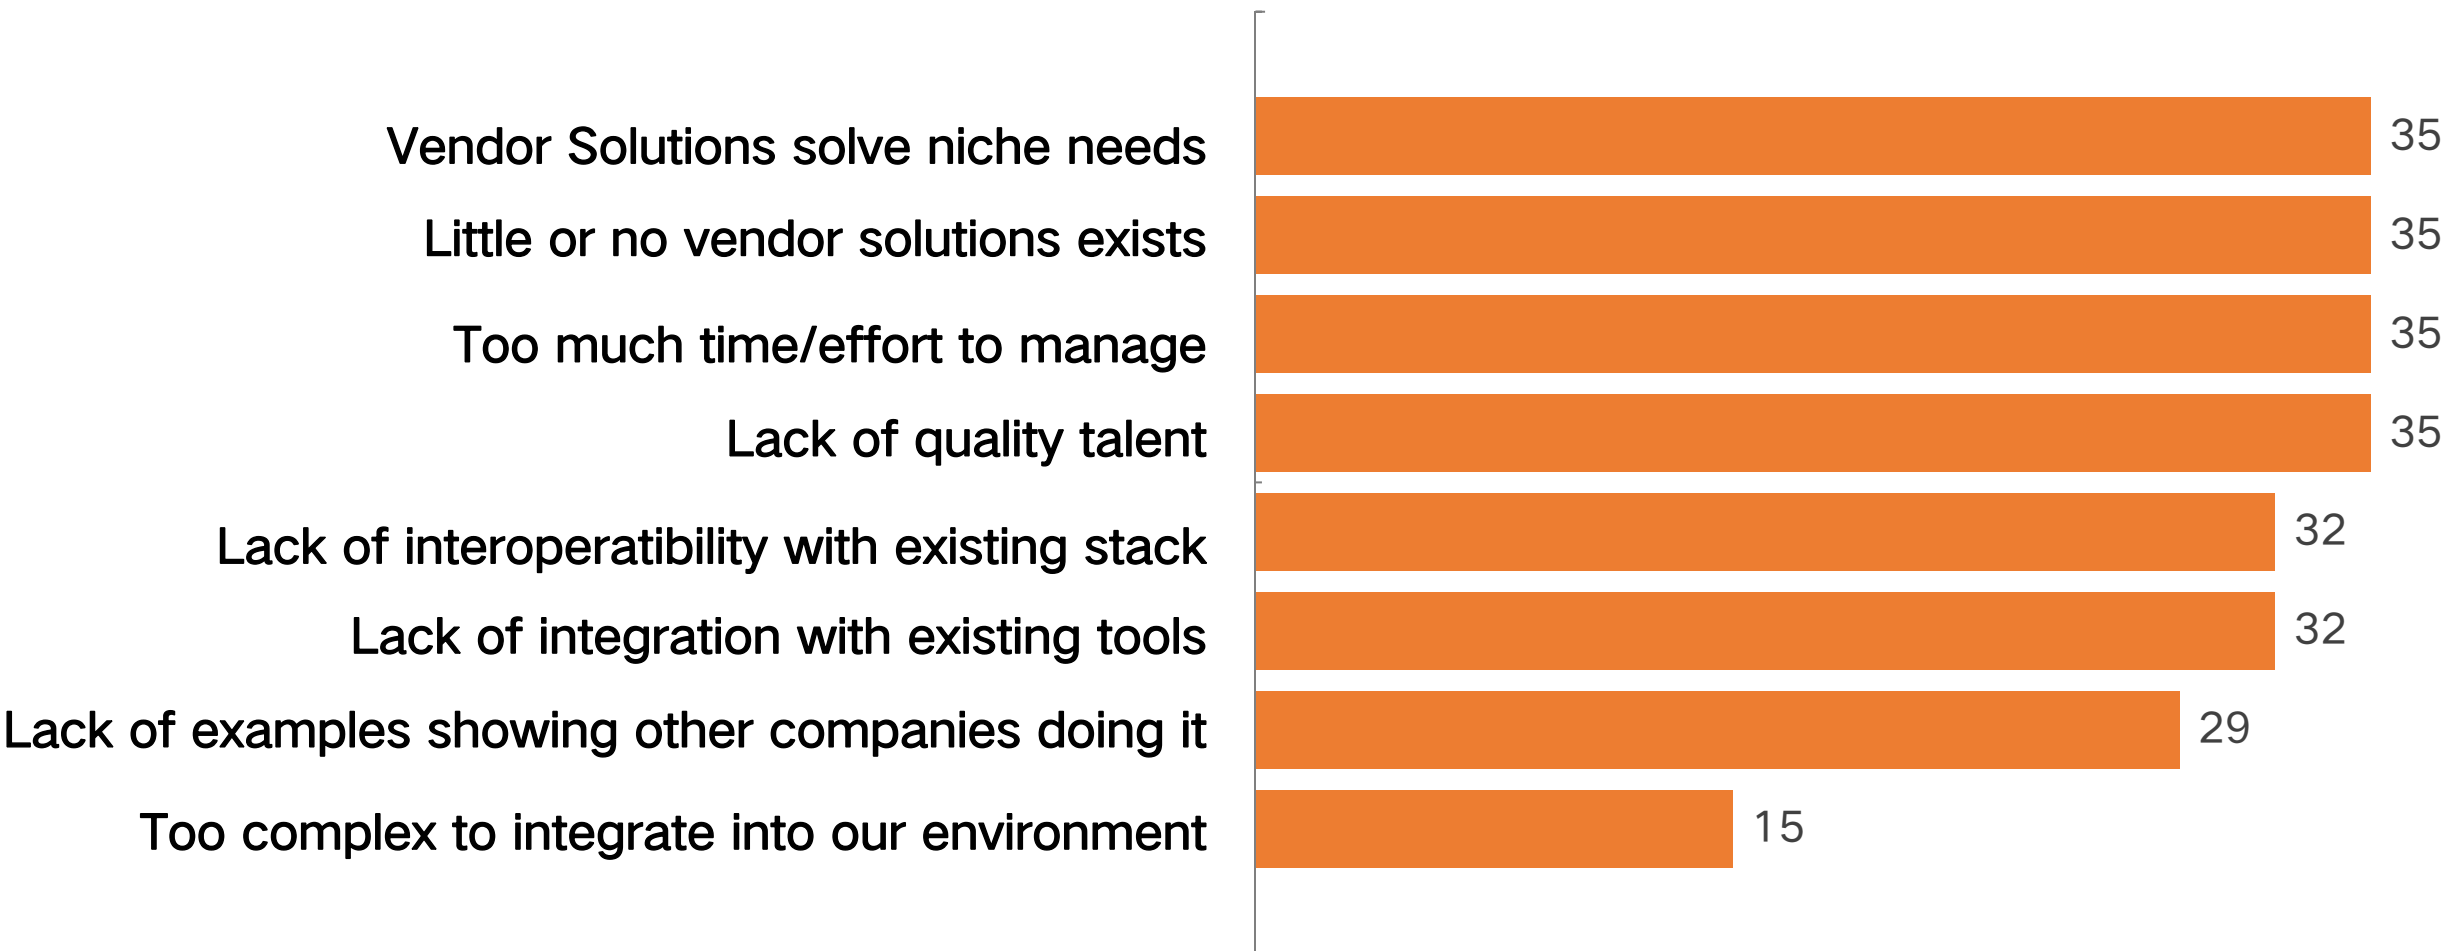 Vendor Solutions solve niche needs 35
Little or no vendor solutions exists 35
Too much time/effort to manage 35
Lack of quality talent 35
Lack of interoperatibility with existing stack 32
Lack of integration with existing tools 32
Lack of examples showing other companies doing it 29
Too complex to integrate into our environment 15